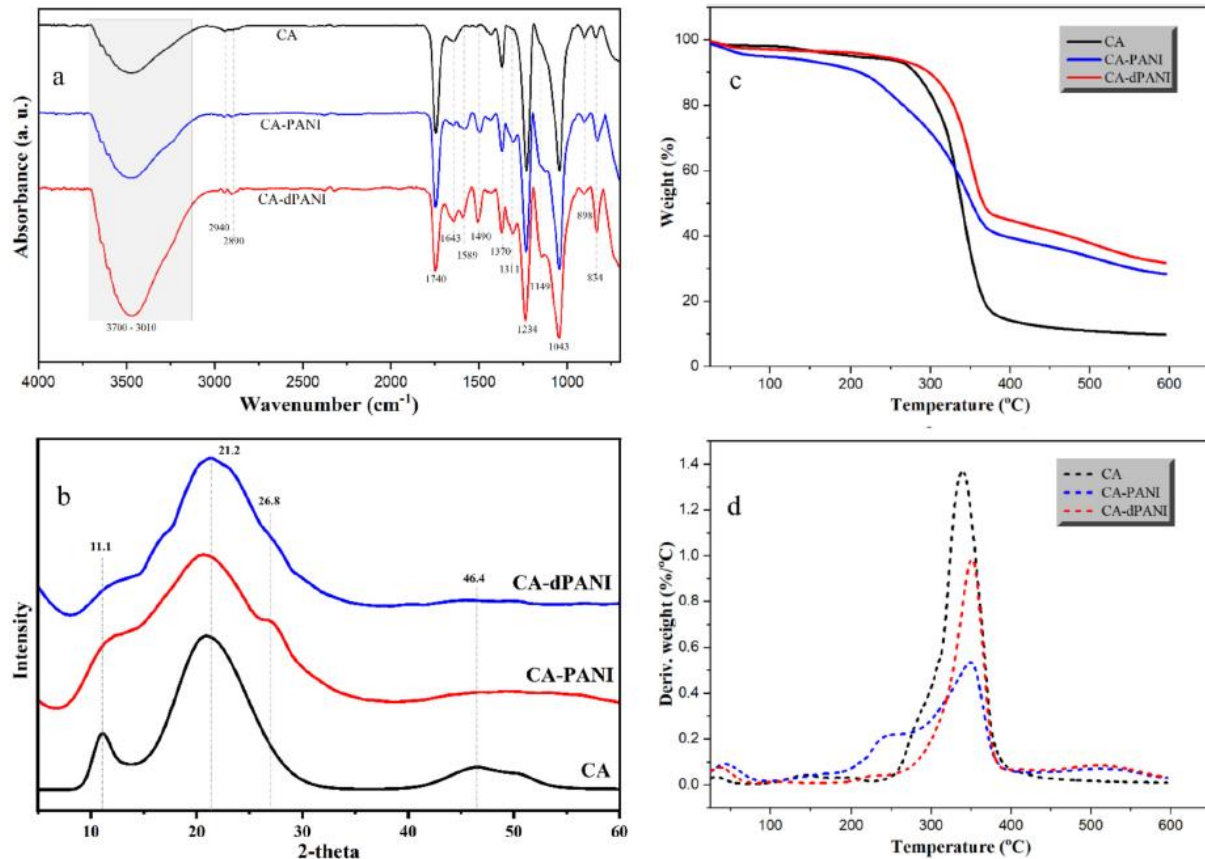 a
CA
CA-PANI
CA-dPANI
2940
2890
3700 - 3010
1740
1643
1589
1490
1370
1311
1234
1149
1043
898
834
Absorbance (a. u.)
4000 3500 3000 2500 2000 1500 1000
Wavenumber (cm⁻¹)
c
CA
CA-PANI
CA-dPANI
100
80
60
40
20
0
Weight (%)
100 200 300 400 500 600
Temperature (ºC)
b
21.2
26.8
11.1
46.4
CA-dPANI
CA-PANI
CA
Intensity
10 20 30 40 50 60
2-theta
d
CA
CA-PANI
CA-dPANI
1.4
1.2
1.0
0.8
0.6
0.4
0.2
0.0
Deriv. weight (%/ºC)
100 200 300 400 500 600
Temperature (ºC)